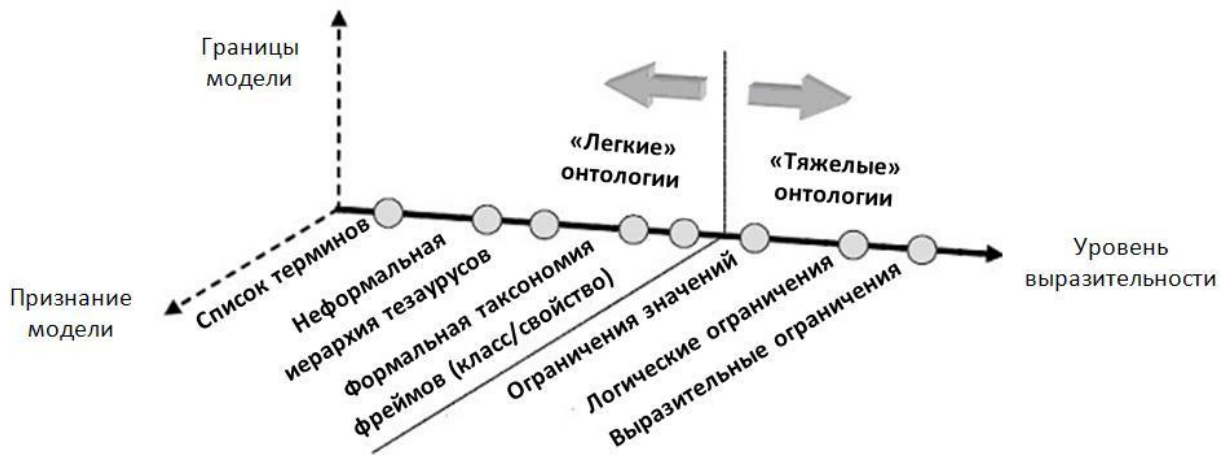 Границы
модели
«Легкие»
онтологии
«Тяжелые»
онтологии
Уровень
выразительности
Признание
модели
Список терминов
Неформальная
иерархия тезаурусов
Формальная таксономия
фреймов (класс/свойство)
Ограничения значений
Логические ограничения
Выразительные ограничения